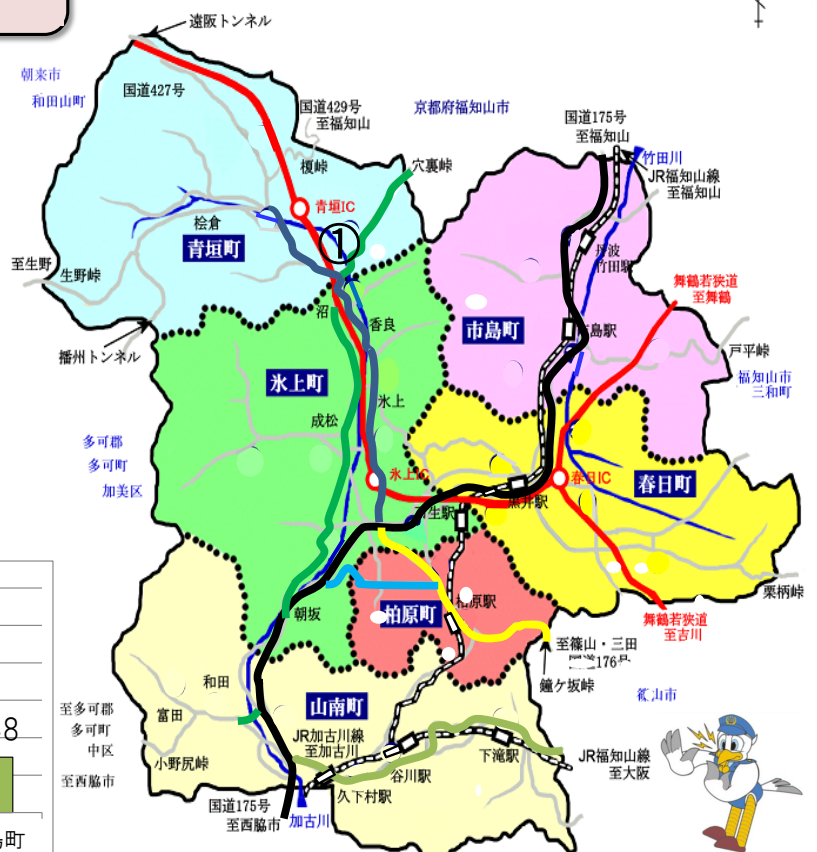 遠阪トンネル
朝来市
和田山町
国道427号
国道429号
至福知山
京都府福知山市
国道175号
至福知山
竹田川
JR福知山線
至福知山
榎峠
穴裏峠
青垣IC
①
桧倉
青垣町
至生野
生野峠
丹波
竹田駅
舞鶴若狭道
至舞鶴
沼
香良
市島町
島駅
戸平峠
播州トンネル
氷上町
福知山市
三和町
氷上
成松
多可郡
多可町
加美区
氷上IC
春日IC
春日町
黒井駅
生駅
栗柄峠
朝坂
柏原町
柏原駅
舞鶴若狭道
至吉川
至篠山・三田
176号
鐘ケ坂峠
和田
山南町
富田
至多可郡
多可町
中区
JR加古川線
至加古川
小野尻峠
下滝駅
JR福知山線
至大阪
至西脇市
谷川駅
久下村駅
国道175号
至西脇市
加古川
山市
8
町